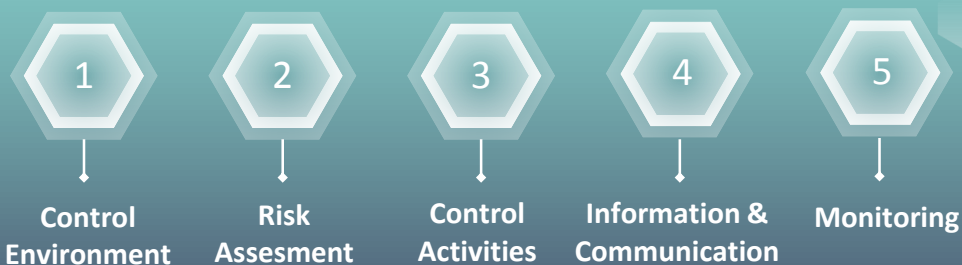 1
2
3
4
5
Control
Environment
Risk
Assesment
Control
Activities
Information &
Communication
Monitoring